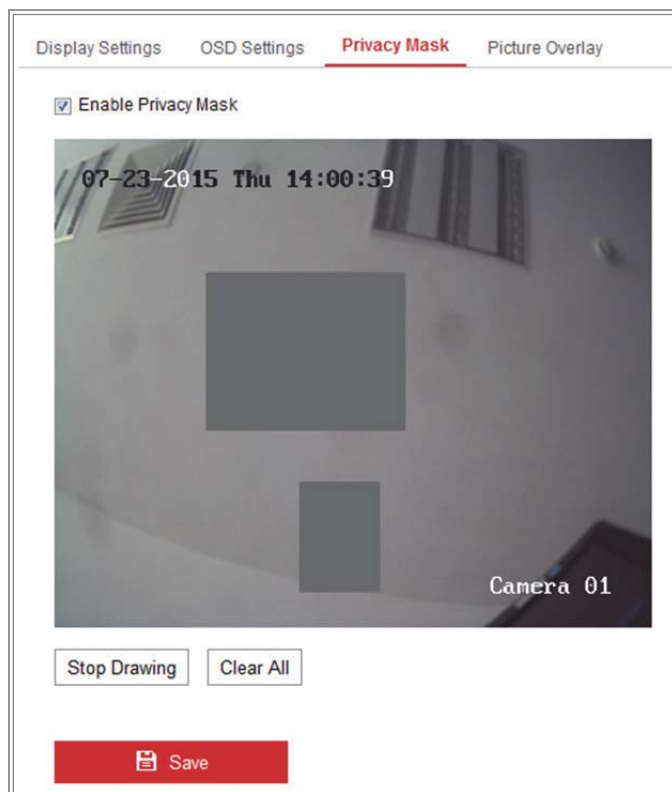 Display Settings OSD Settings Privacy Mask Picture Overlay
Enable Privacy Mask
07-23-2015 Thu 14:00:39
Camera 01
Stop Drawing Clear All
Save